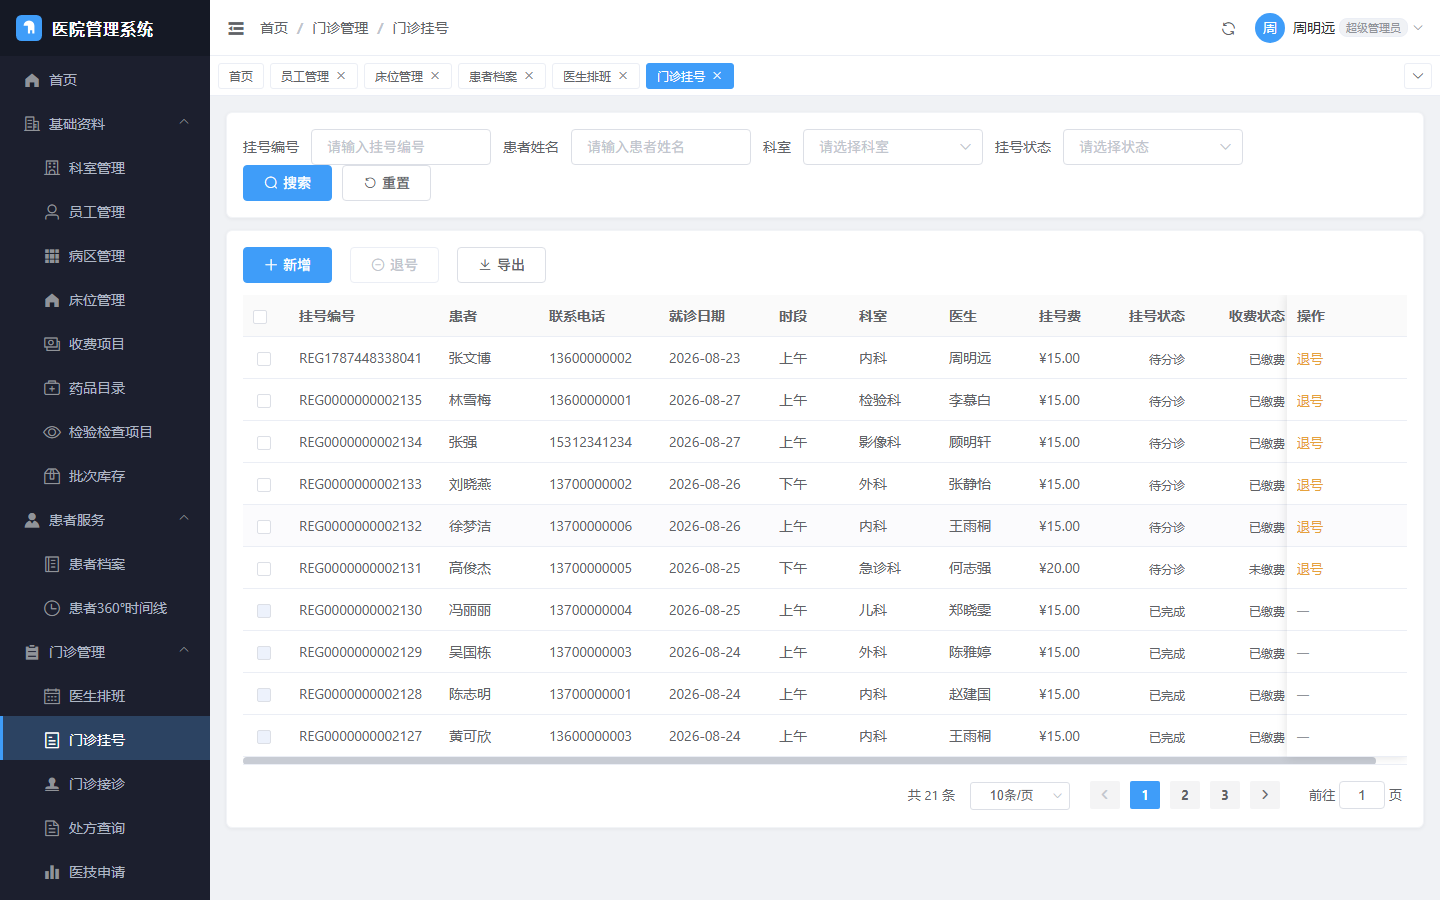 医院管理系统
首页 / 门诊管理 / 门诊挂号
周 周明远 超级管理员
首页 员工管理 床位管理 患者档案 医生排班 门诊挂号
首页
基础资料
科室管理
员工管理
病区管理
床位管理
收费项目
药品目录
检验检查项目
批次库存
患者服务
患者档案
患者360°时间线
门诊管理
医生排班
门诊挂号
门诊接诊
处方查询
医技申请
挂号编号 请输入挂号编号 患者姓名 请输入患者姓名 科室 请选择科室 挂号状态 请选择状态
搜索 重置
新增 退号 导出
挂号编号 患者 联系电话 就诊日期 时段 科室 医生 挂号费 挂号状态 收费状态 操作
REG1787448338041 张文博 13600000002 2026-08-23 上午 内科 周明远 ¥15.00 待分诊 已缴费 退号
REG0000000002135 林雪梅 13600000001 2026-08-27 上午 检验科 李慕白 ¥15.00 待分诊 已缴费 退号
REG0000000002134 张强 15312341234 2026-08-27 上午 影像科 顾明轩 ¥15.00 待分诊 已缴费 退号
REG0000000002133 刘晓燕 13700000002 2026-08-26 下午 外科 张静怡 ¥15.00 待分诊 已缴费 退号
REG0000000002132 徐梦洁 13700000006 2026-08-26 上午 内科 王雨桐 ¥15.00 待分诊 已缴费 退号
REG0000000002131 高俊杰 13700000005 2026-08-25 下午 急诊科 何志强 ¥20.00 待分诊 未缴费 退号
REG0000000002130 冯丽丽 13700000004 2026-08-25 上午 儿科 郑晓雯 ¥15.00 已完成 已缴费 —
REG0000000002129 吴国栋 13700000003 2026-08-24 上午 外科 陈雅婷 ¥15.00 已完成 已缴费 —
REG0000000002128 陈志明 13700000001 2026-08-24 上午 内科 赵建国 ¥15.00 已完成 已缴费 —
REG0000000002127 黄可欣 13600000003 2026-08-24 上午 内科 王雨桐 ¥15.00 已完成 已缴费 —
共 21 条 10条/页 1 2 3 前往 1 页